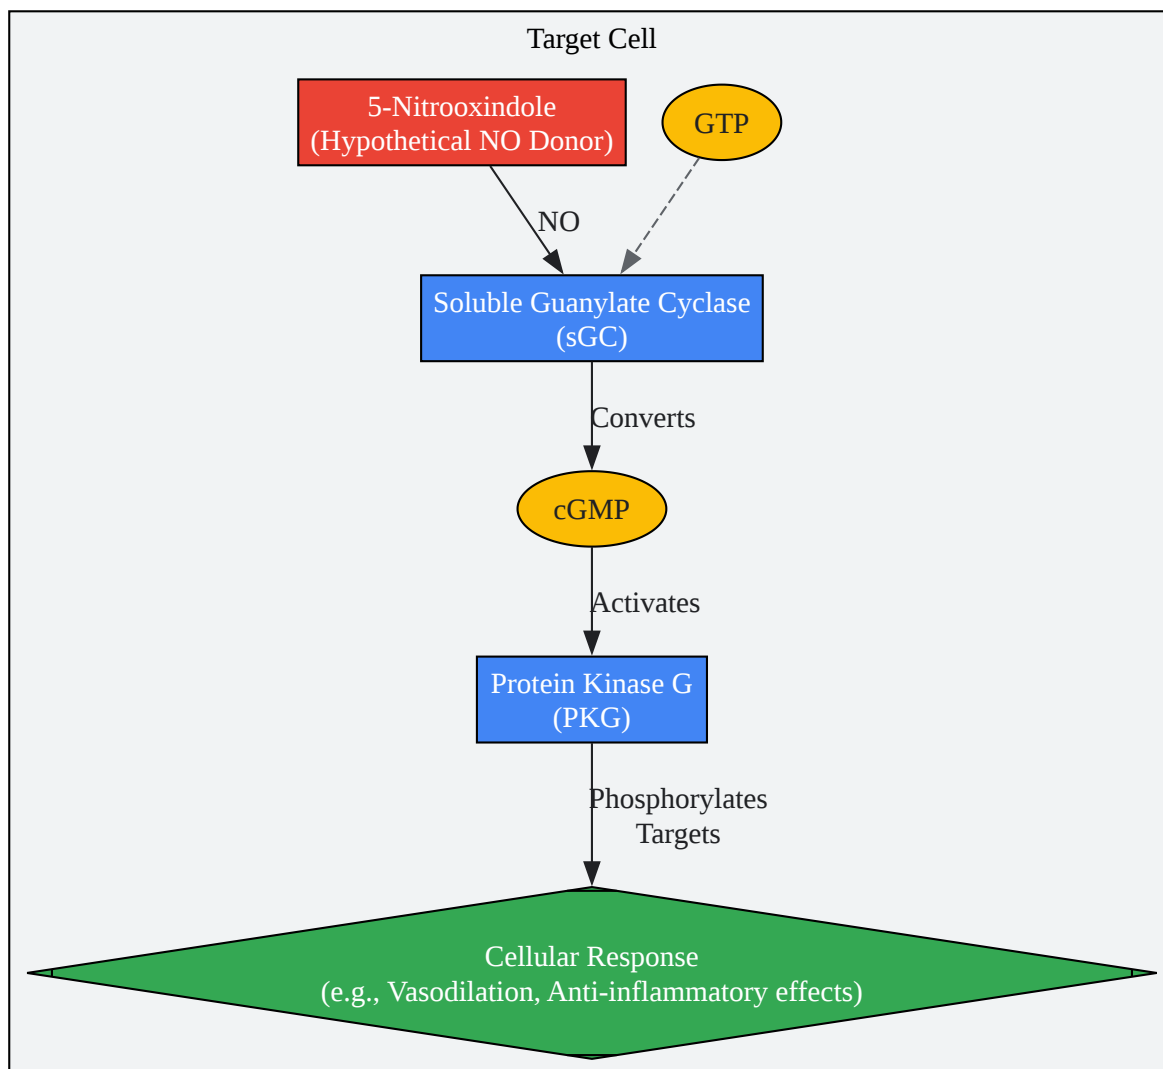 Target Cell
5-Nitrooxindole
(Hypothetical NO Donor)
GTP
NO
Soluble Guanylate Cyclase
(sGC)
Converts
cGMP
Activates
Protein Kinase G
(PKG)
Phosphorylates
Targets
Cellular Response
(e.g., Vasodilation, Anti-inflammatory effects)